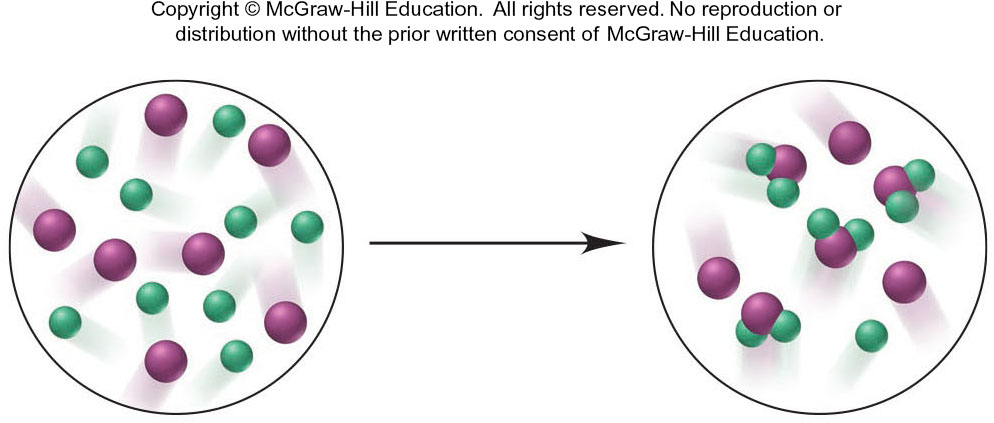 Copyright © McGraw-Hill Education. All rights reserved. No reproduction or
distribution without the prior written consent of McGraw-Hill Education.